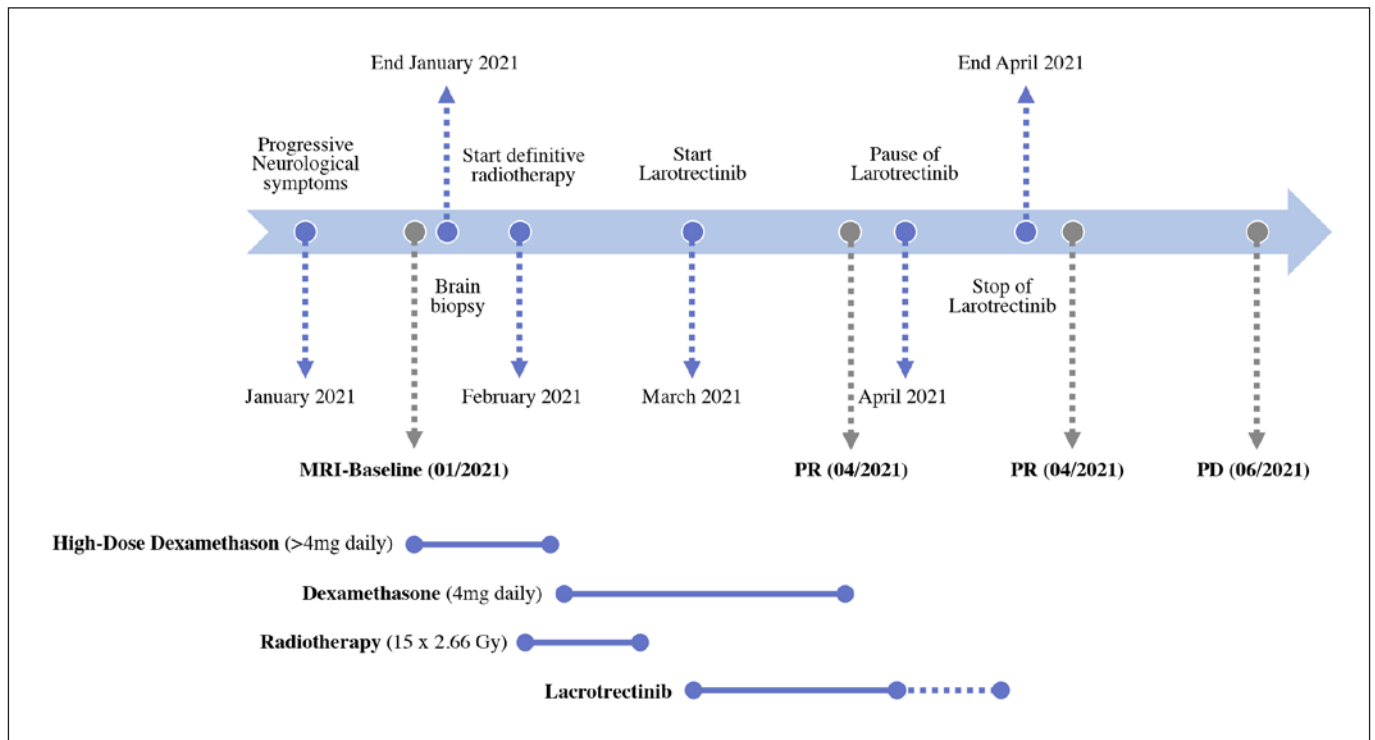 End January 2021
End April 2021
Progressive
Neurological
symptoms
Start definitive
radiotherapy
Start
Larotrectinib
Pause of
Larotrectinib
Brain
biopsy
Stop of
Larotrectinib
January 2021
February 2021
March 2021
April 2021
MRI-Baseline (01/2021)
PR (04/2021)
PR (04/2021)
PD (06/2021)
High-Dose Dexamethason (>4mg daily)
Dexamethasone (4mg daily)
Radiotherapy (15 x 2.66 Gy)
Lacrotrectinib